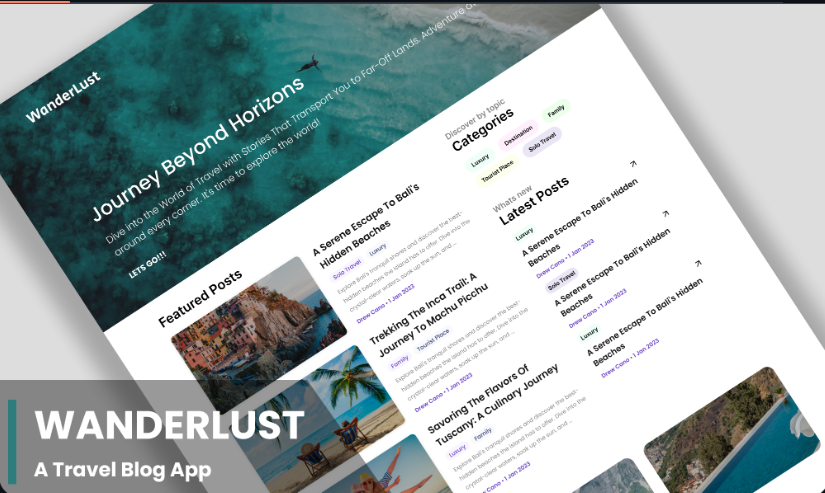 WanderLust
Journey Beyond Horizons
Dive into the World of Travel with Stories That Transport You to Far-Off Lands. Adventure
around every corner. It's time to explore the world!
LETS GO!!!
Featured Posts
A Serene Escape To Bali's
Hidden Beaches
Solo Travel
Luxury
Explore Bali's tranquil shores and discover the best-
hidden beaches the island has to offer. Dive into the
crystal-clear waters, soak up the sun, and ...
Drew Cano • 1 Jan 2023
Trekking The Inca Trail: A
Journey To Machu Picchu
Family
Tourist Place
Explore Bali's tranquil shores and discover the best-
hidden beaches the island has to offer. Dive into the
crystal-clear waters, soak up the sun, and ...
Drew Cano • 1 Jan 2023
Savoring The Flavors Of
Tuscany: A Culinary Journey
Luxury
Family
Explore Bali's tranquil shores and discover the best-
hidden beaches the island has to offer. Dive into the
crystal-clear waters, soak up the sun, and ...
Drew Cano • 1 Jan 2023
Discover by topic
Categories
Luxury
Destination
Family
Tourist Place
Solo Travel
Whats new
Latest Posts
Luxury
A Serene Escape To Bali's Hidden
Beaches
Drew Cano • 1 Jan 2023
Solo Travel
A Serene Escape To Bali's Hidden
Beaches
Drew Cano • 1 Jan 2023
Luxury
A Serene Escape To Bali's Hidden
Beaches
Drew Cano • 1 Jan 2023
WANDERLUST
A Travel Blog App